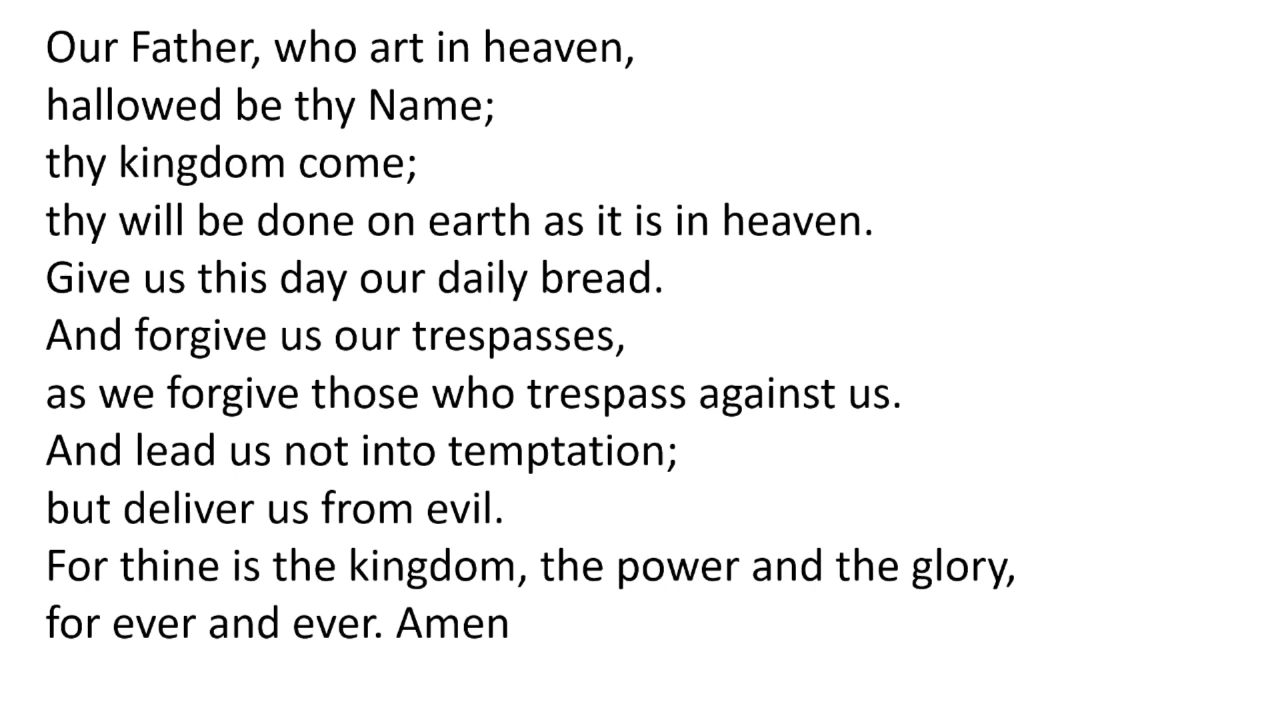 Our Father, who art in heaven,
hallowed be thy Name;
thy kingdom come;
thy will be done on earth as it is in heaven.
Give us this day our daily bread.
And forgive us our trespasses,
as we forgive those who trespass against us.
And lead us not into temptation;
but deliver us from evil.
For thine is the kingdom, the power and the glory,
for ever and ever. Amen